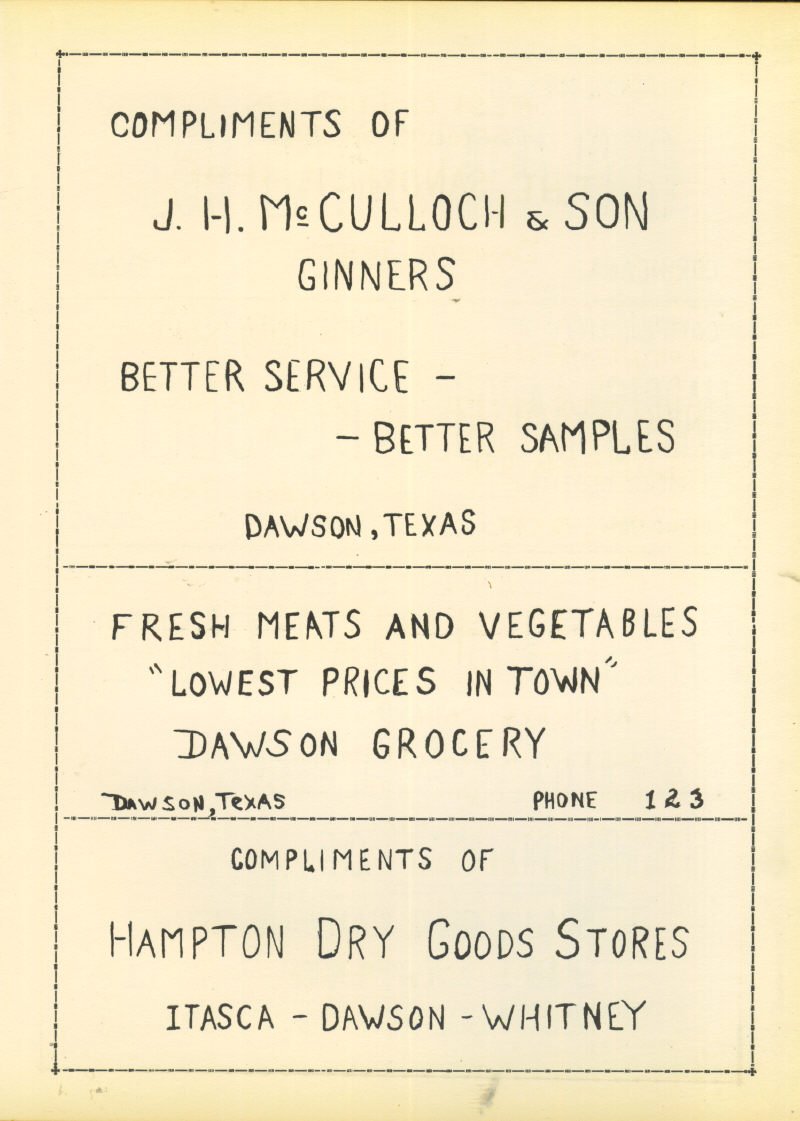 COMPLIMENTS OF
J. H. McCULLOCH & SON
GINNERS
BETTER SERVICE –
– BETTER SAMPLES
DAWSON, TEXAS
FRESH MEATS AND VEGETABLES
"LOWEST PRICES IN TOWN"
DAWSON GROCERY
DAWSON, TeXAS PHONE 123
COMPLIMENTS OF
HAMPTON DRY GOODS STORES
ITASCA – DAWSON – WHITNEY